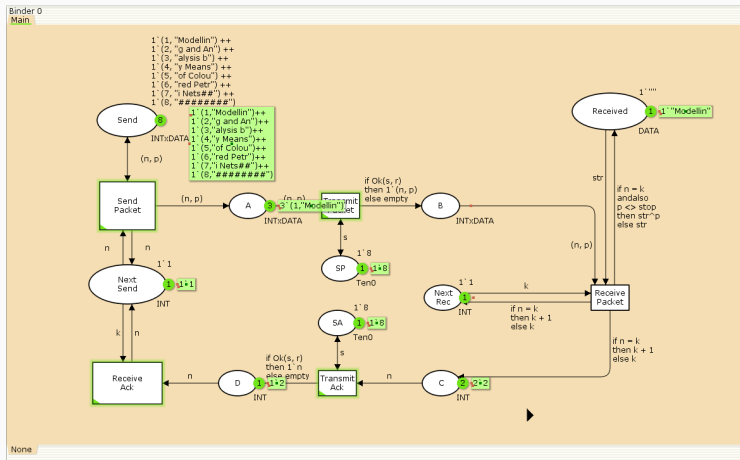 Binder 0
Main
1`(1, "Modellin") ++
1`(2, "g and An") ++
1`(3, "alysis b") ++
1`(4, "y Means") ++
1`(5, "of Colou") ++
1`(6, "red Petr") ++
1`(7, "i Nets##") ++
1`(8, "########")
Send
8
INTxDATA
1`(1,"Modellin")++
1`(2,"g and An")++
1`(3,"alysis b")++
1`(4,"y Means")++
1`(5,"of Colou")++
1`(6,"red Petr")++
1`(7,"i Nets##")++
1`(8,"########")
1`""
Received
1
1`"Modellin"
DATA
(n, p)
str
if n = k
andalso
p <> stop
then str^p
else str
Send
Packet
(n, p)
A
3
3`(1,"Modellin")
INTxDATA
(n, p)
Transmit
Packet
if Ok(s, r)
then 1`(n, p)
else empty
B
INTxDATA
(n, p)
n
n
s
1`8
SP
1
1`8
Ten0
1`1
Next
Send
1
1`1
INT
1`1
Next
Rec
1
INT
k
if n = k
then k + 1
else k
Receive
Packet
1`8
SA
1
1`8
Ten0
k
n
s
if n = k
then k + 1
else k
Receive
Ack
n
D
1
1`2
INT
if Ok(s, r)
then 1`n
else empty
Transmit
Ack
n
C
2
2`2
INT
None